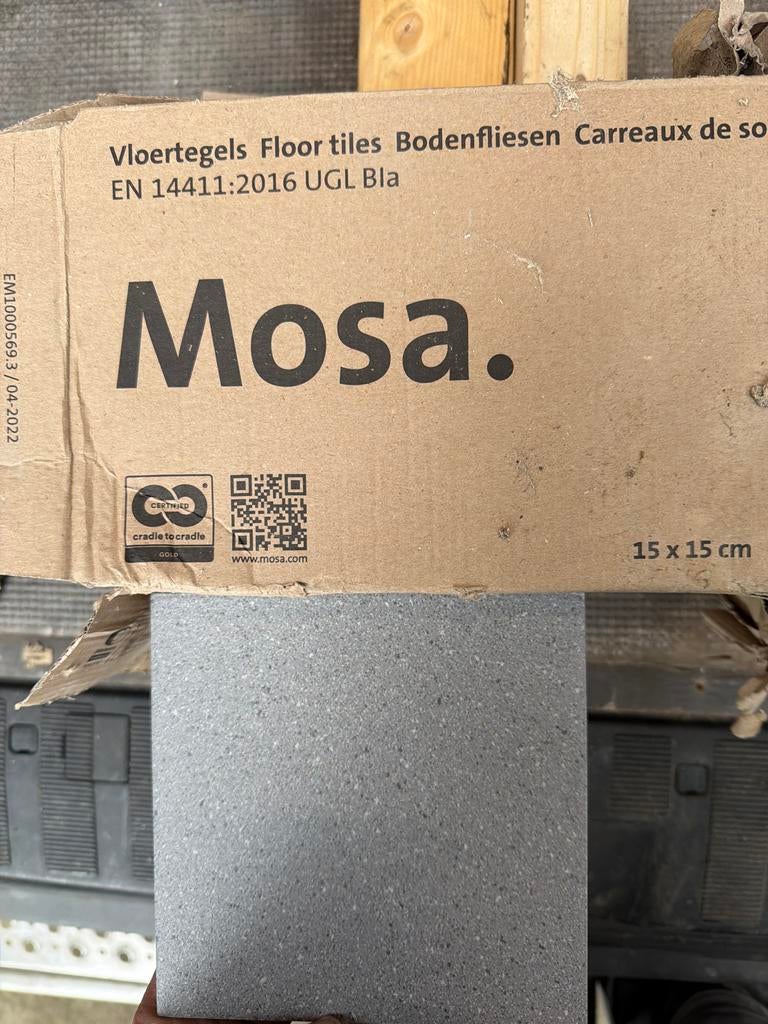 Vloertegels Floor tiles Bodenfliesen Carreaux de so
EN 14411:2016 UGL BIa
EM1000569.3 / 04-2022
Mosa.
CERTIFIED
cradle to cradle
GOLD
www.mosa.com
15 x 15 cm